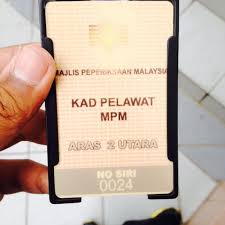 MAJLIS PEPERIKSAAN MALAYSIA
KAD PELAWAT
MPM
ARAS 2 UTARA
NO SIRI
0024